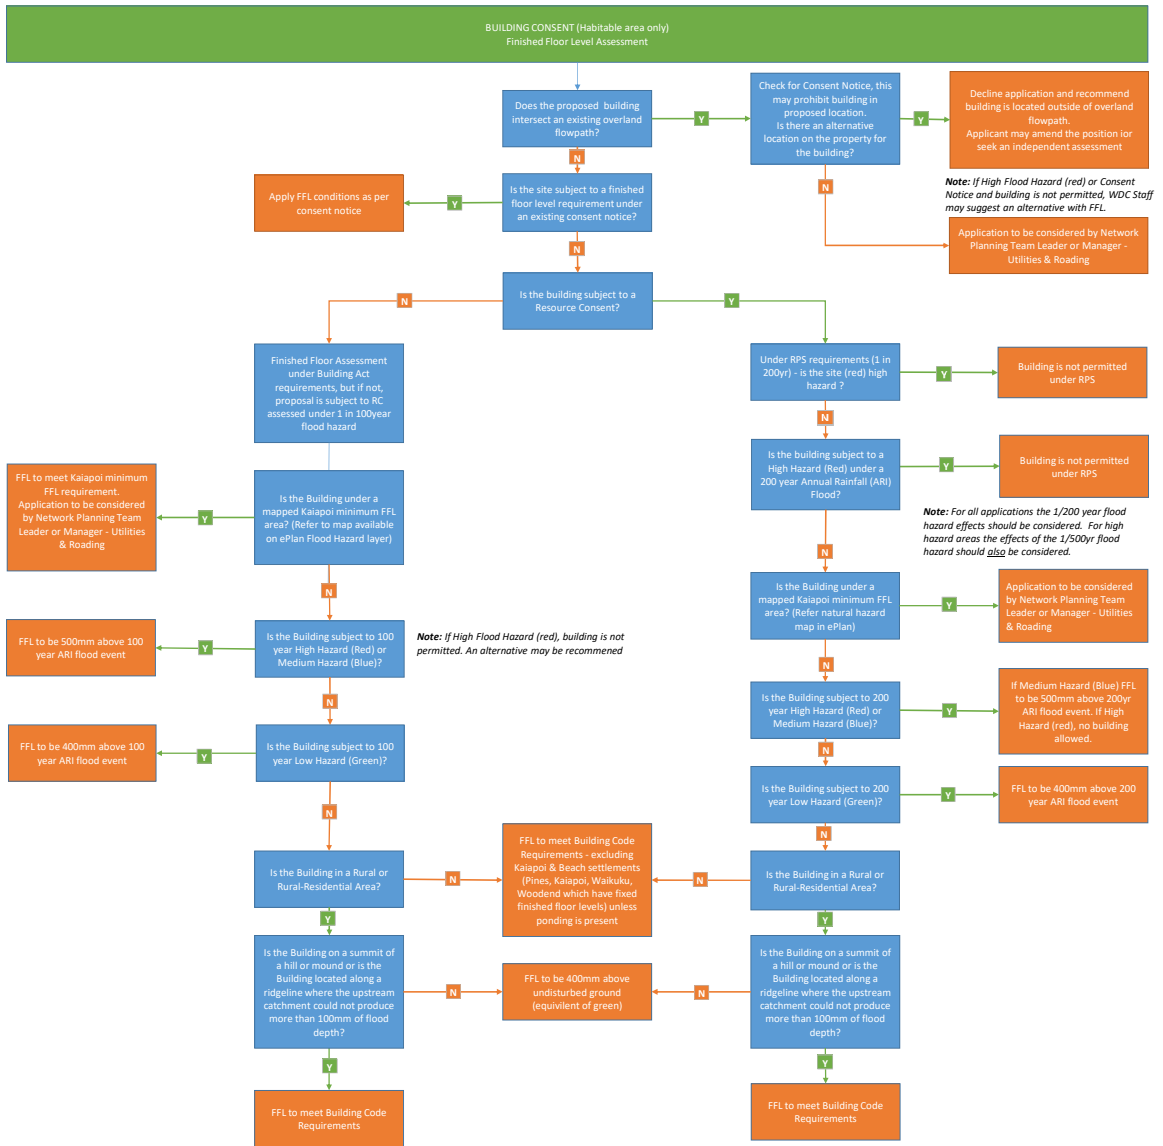 BUILDING CONSENT (Habitable area only)
Finished Floor Level Assessment
Does the proposed building
intersect an existing overland
flowpath?
Y
Check for Consent Notice, this
may prohibit building in
proposed location.
Is there an alternative
location on the property for
the building?
Y
Decline application and recommend
building is located outside of overland
flowpath.
Applicant may amend the position ior
seek an independent assessment
N
N
Note: If High Flood Hazard (red) or Consent
Notice and building is not permitted, WDC Staff
may suggest an alternative with FFL.
Apply FFL conditions as per
consent notice
Y
Is the site subject to a finished
floor level requirement under
an existing consent notice?
Application to be considered by Network
Planning Team Leader or Manager -
Utilities & Roading
N
N
Is the building subject to a
Resource Consent?
Y
Finished Floor Assessment
under Building Act
requirements, but if not,
proposal is subject to RC
assessed under 1 in 100year
flood hazard
Under RPS requirements (1 in
200yr) - is the site (red) high
hazard ?
Y
Building is not permitted
under RPS
N
FFL to meet Kaiapoi minimum
FFL requirement.
Application to be considered
by Network Planning Team
Leader or Manager - Utilities
& Roading
Y
Is the Building under a
mapped Kaiapoi minimum FFL
area? (Refer to map available
on ePlan Flood Hazard layer)
Is the building subject to a
High Hazard (Red) under a
200 year Annual Rainfall (ARI)
Flood?
Y
Building is not permitted
under RPS
N
Note: For all applications the 1/200 year flood
hazard effects should be considered. For high
hazard areas the effects of the 1/500yr flood
hazard should also be considered.
N
Is the Building under a
mapped Kaiapoi minimum FFL
area? (Refer natural hazard
map in ePlan)
Y
Application to be considered
by Network Planning Team
Leader or Manager - Utilities
& Roading
FFL to be 500mm above 100
year ARI flood event
Y
Is the Building subject to 100
year High Hazard (Red) or
Medium Hazard (Blue)?
Note: If High Flood Hazard (red), building is not
permitted. An alternative may be recommened
N
N
Is the Building subject to 200
year High Hazard (Red) or
Medium Hazard (Blue)?
Y
If Medium Hazard (Blue) FFL
to be 500mm above 200yr
ARI flood event. If High
Hazard (red), no building
allowed.
FFL to be 400mm above 100
year ARI flood event
Y
Is the Building subject to 100
year Low Hazard (Green)?
N
Is the Building subject to 200
year Low Hazard (Green)?
Y
FFL to be 400mm above 200
year ARI flood event
N
N
Is the Building in a Rural or
Rural-Residential Area?
N
FFL to meet Building Code
Requirements - excluding
Kaiapoi & Beach settlements
(Pines, Kaiapoi, Waikuku,
Woodend which have fixed
finished floor levels) unless
ponding is present
N
Is the Building in a Rural or
Rural-Residential Area?
Y
Y
Is the Building on a summit of
a hill or mound or is the
Building located along a
ridgeline where the upstream
catchment could not produce
more than 100mm of flood
depth?
N
FFL to be 400mm above
undisturbed ground
(equivilent of green)
N
Is the Building on a summit of
a hill or mound or is the
Building located along a
ridgeline where the upstream
catchment could not produce
more than 100mm of flood
depth?
Y
Y
FFL to meet Building Code
Requirements
FFL to meet Building Code
Requirements